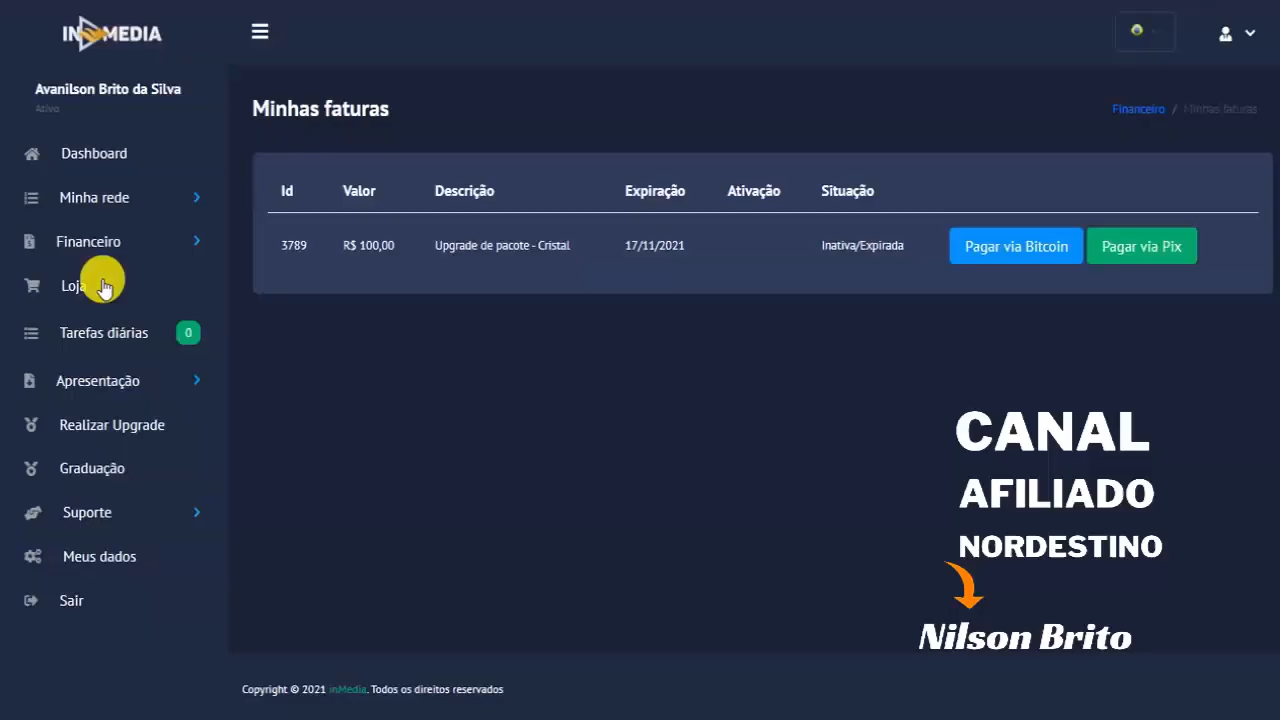 INMEDIA
Avanilson Brito da Silva
Ativo
Dashboard
Minha rede
Financeiro
Loja
Tarefas diárias 0
Apresentação
Realizar Upgrade
Graduação
Suporte
Meus dados
Sair
Minhas faturas
Financeiro / Minhas faturas
Id Valor Descrição Expiração Ativação Situação
3789 R$ 100,00 Upgrade de pacote - Cristal 17/11/2021 Inativa/Expirada Pagar via Bitcoin Pagar via Pix
CANAL
AFILIADO
NORDESTINO
Nilson Brito
Copyright © 2021 inMedia. Todos os direitos reservados